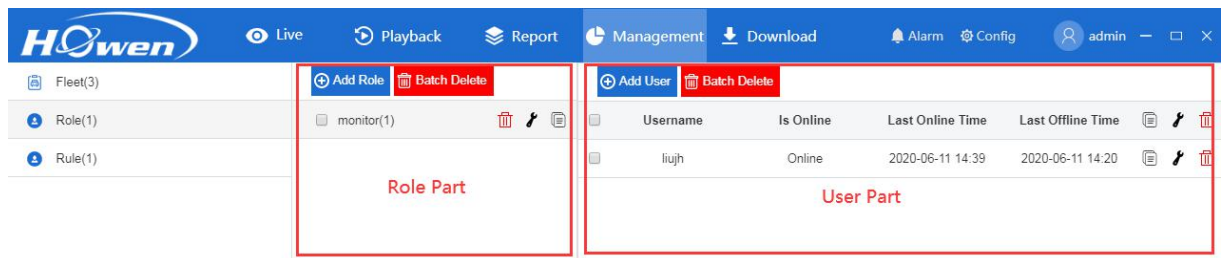 Howen Live Playback Report Management Download Alarm Config admin
Fleet(3)
Role(1)
Rule(1)
Add Role Batch Delete
monitor(1)
Role Part
Add User Batch Delete
Username Is Online Last Online Time Last Offline Time
liujh Online 2020-06-11 14:39 2020-06-11 14:20
User Part